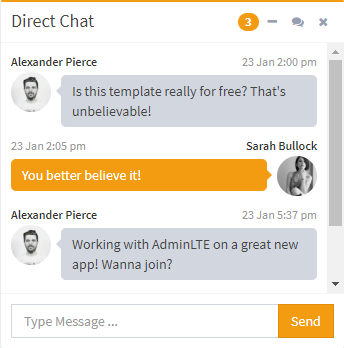 Direct Chat 3
Alexander Pierce 23 Jan 2:00 pm
Is this template really for free? That's
unbelievable!
23 Jan 2:05 pm Sarah Bullock
You better believe it!
Alexander Pierce 23 Jan 5:37 pm
Working with AdminLTE on a great new
app! Wanna join?
Type Message ... Send